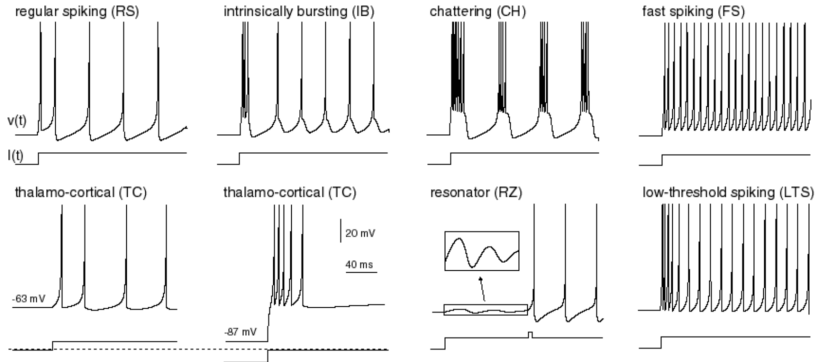 regular spiking (RS)
intrinsically bursting (IB)
chattering (CH)
fast spiking (FS)
v(t)
I(t)
thalamo-cortical (TC)
thalamo-cortical (TC)
resonator (RZ)
low-threshold spiking (LTS)
20 mV
40 ms
-63 mV
-87 mV